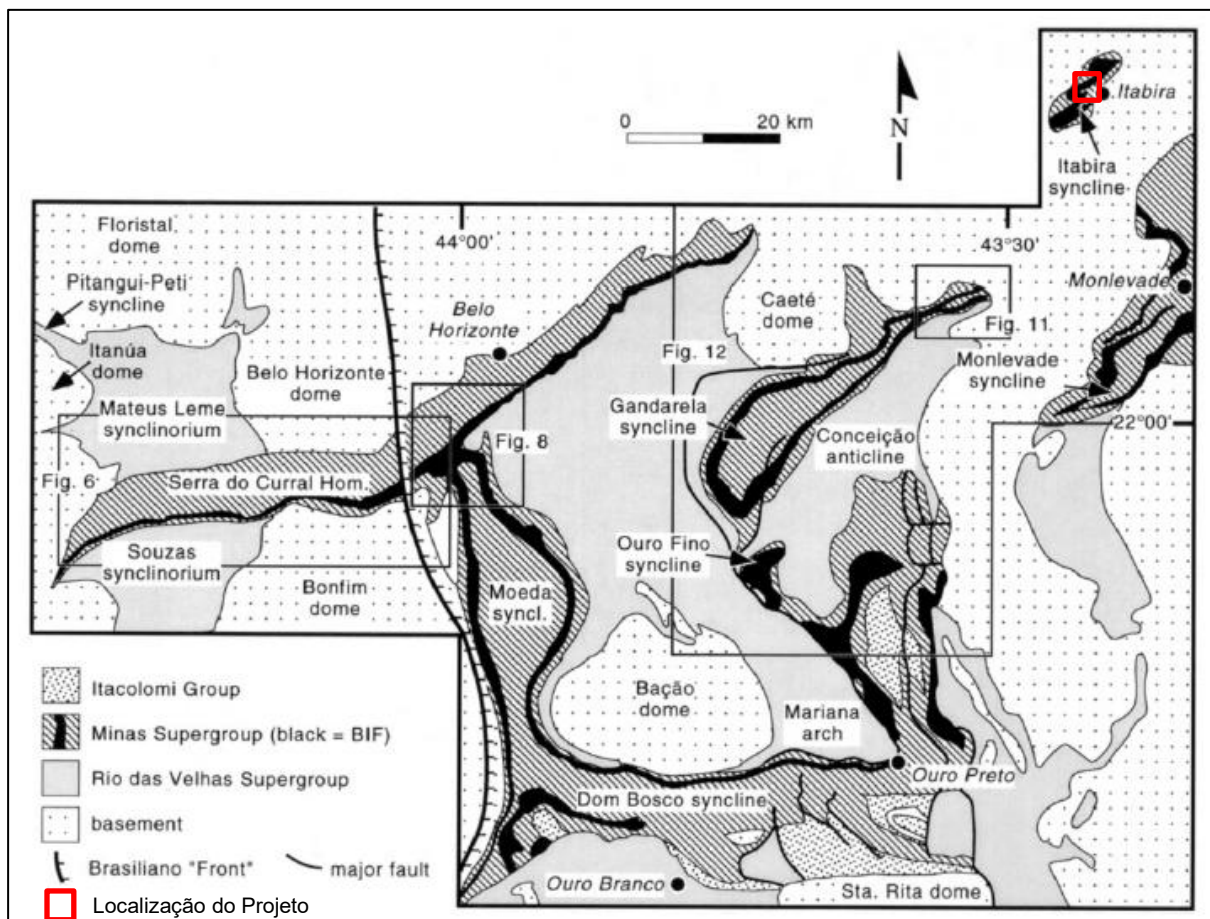 Itabira
0 20 km
N
Itabira
syncline
Floristal
dome
44°00'
43°30'
Pitangui-Peti
syncline
Monlevade
Belo
Horizonte
Caeté
dome
Fig. 11
Itanúa
dome
Fig. 12
Belo Horizonte
dome
Monlevade
syncline
Mateus Leme
synclinorium
Gandarela
syncline
22°00'
Conceição
anticline
Fig. 8
Fig. 6
Serra do Curral Hom.
Souzas
synclinorium
Ouro Fino
syncline
Bonfim
dome
Moeda
syncl.
Itacolomi Group
Bação
dome
Mariana
arch
Minas Supergroup (black = BIF)
Ouro Preto
Rio das Velhas Supergroup
Dom Bosco syncline
basement
Brasiliano "Front"
major fault
Ouro Branco
Sta. Rita dome
Localização do Projeto